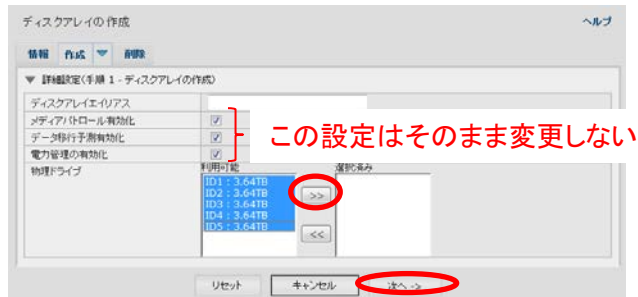 ディスクアレイの作成
ヘルプ
情報 作成 削除
詳細設定(手順 1 - ディスクアレイの作成)
ディスクアレイエイリアス
メディアパトロール有効化
データ移行予測有効化
電力管理の有効化
この設定はそのまま変更しない
物理ドライブ
利用可能 選択済み
ID1 : 3.64TB
ID2 : 3.64TB
ID3 : 3.64TB
ID4 : 3.64TB
ID5 : 3.64TB
>>
<<
リセット キャンセル 次へ ->